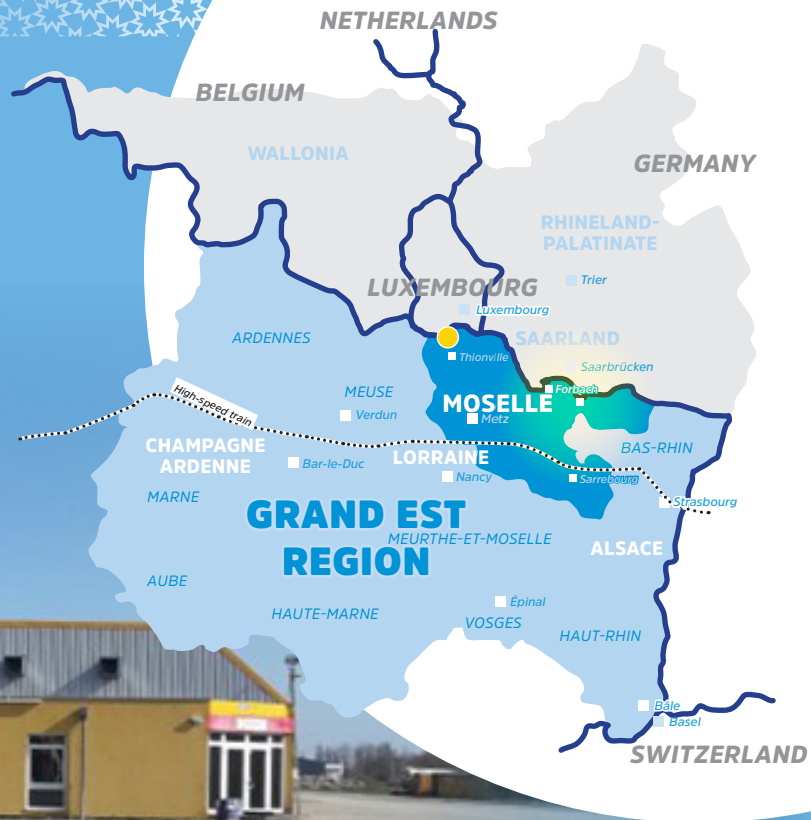 NETHERLANDS
BELGIUM
WALLONIA
GERMANY
RHINELAND-
PALATINATE
Trier
LUXEMBOURG
Luxembourg
ARDENNES
SAARLAND
Thionville
Saarbrücken
MEUSE
Forbach
High-speed train
MOSELLE
Verdun
Metz
CHAMPAGNE
ARDENNE
LORRAINE
BAS-RHIN
Bar-le-Duc
Nancy
Sarrebourg
MARNE
Strasbourg
GRAND EST
REGION
MEURTHE-ET-MOSELLE
ALSACE
AUBE
Épinal
HAUTE-MARNE
VOSGES
HAUT-RHIN
Bâle
Basel
SWITZERLAND